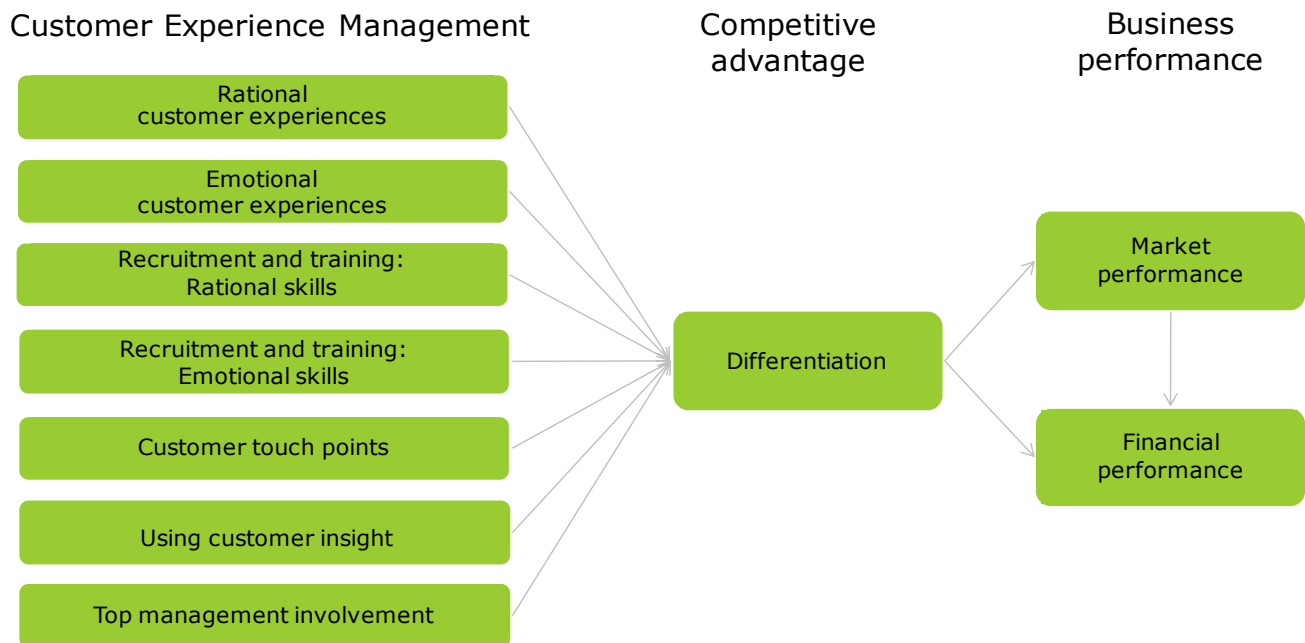 Customer Experience Management
Competitive
advantage
Business
performance
Rational
customer experiences
Emotional
customer experiences
Recruitment and training:
Rational skills
Recruitment and training:
Emotional skills
Customer touch points
Using customer insight
Top management involvement
Differentiation
Market
performance
Financial
performance